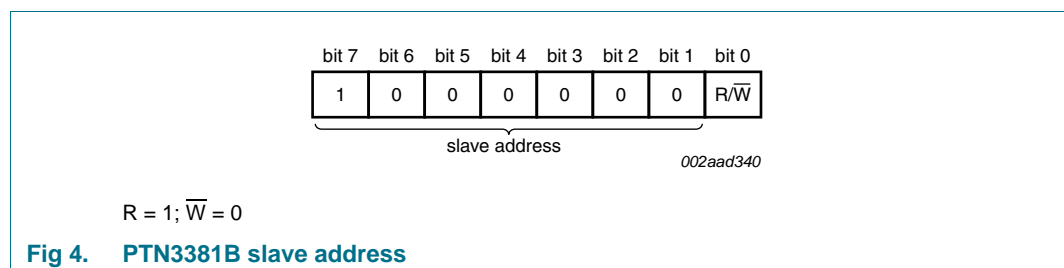 bit 7 bit 6 bit 5 bit 4 bit 3 bit 2 bit 1 bit 0
1 0 0 0 0 0 0 R/W̅
slave address
002aad340
R = 1; W̅ = 0
Fig 4. PTN3381B slave address